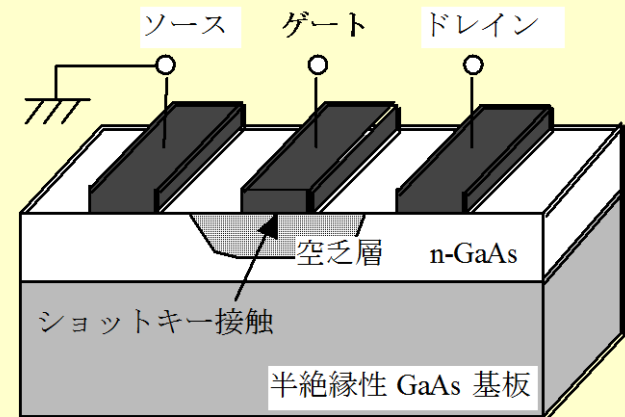 ソース
ゲート
ドレイン
空乏層
n-GaAs
ショットキー接触
半絶縁性 GaAs 基板